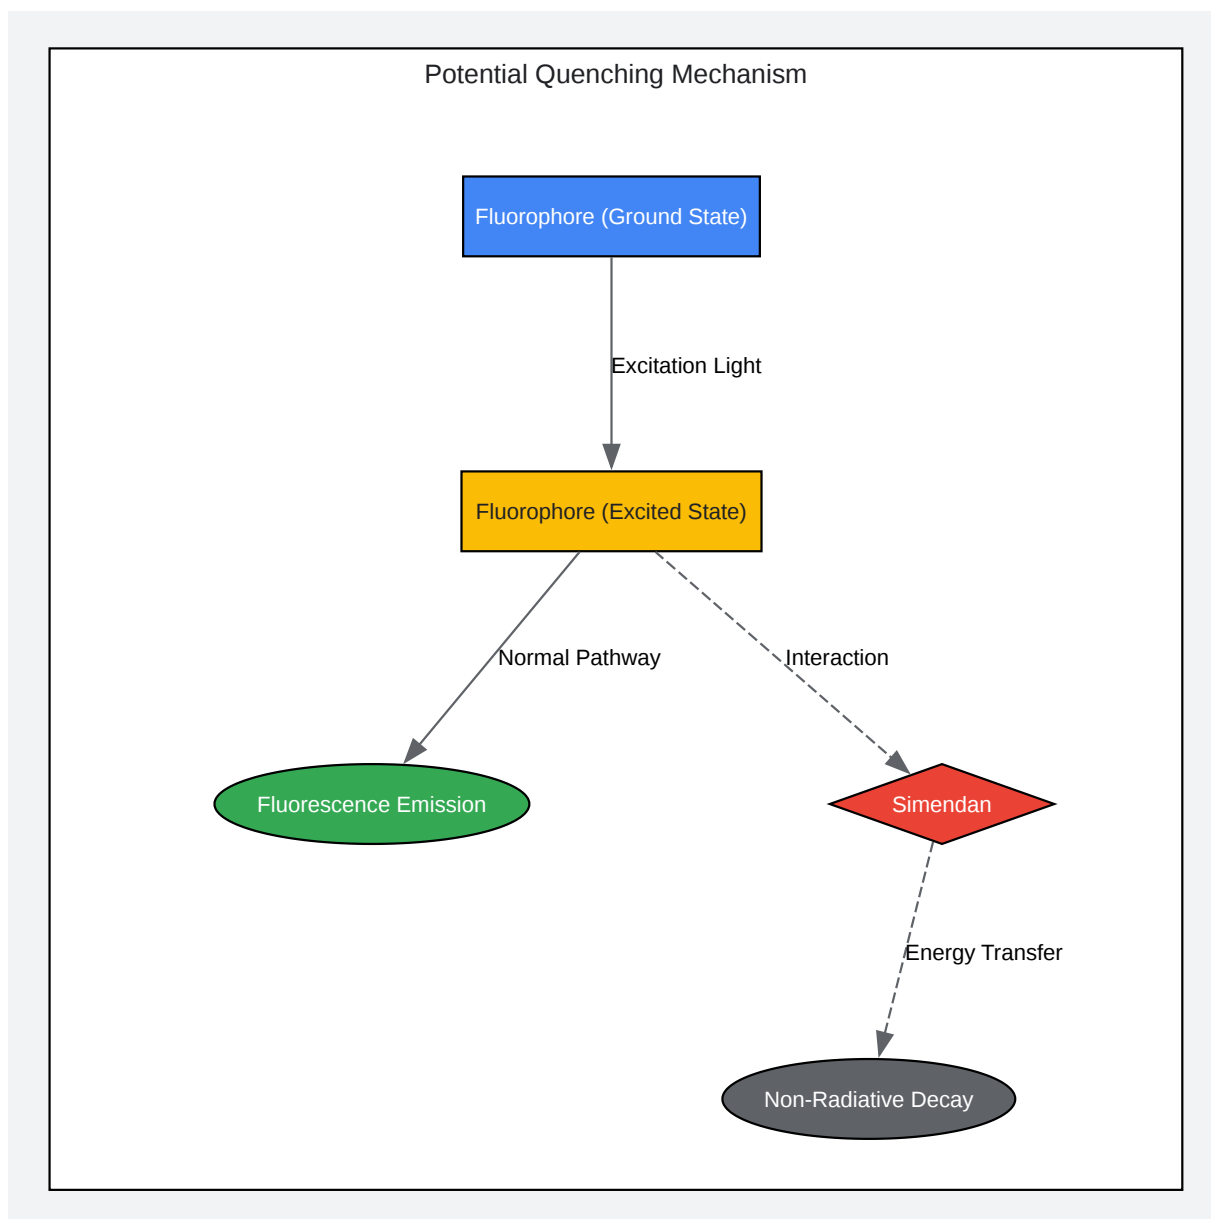 Potential Quenching Mechanism
Fluorophore (Ground State)
Excitation Light
Fluorophore (Excited State)
Normal Pathway
Interaction
Fluorescence Emission
Simendan
Energy Transfer
Non-Radiative Decay